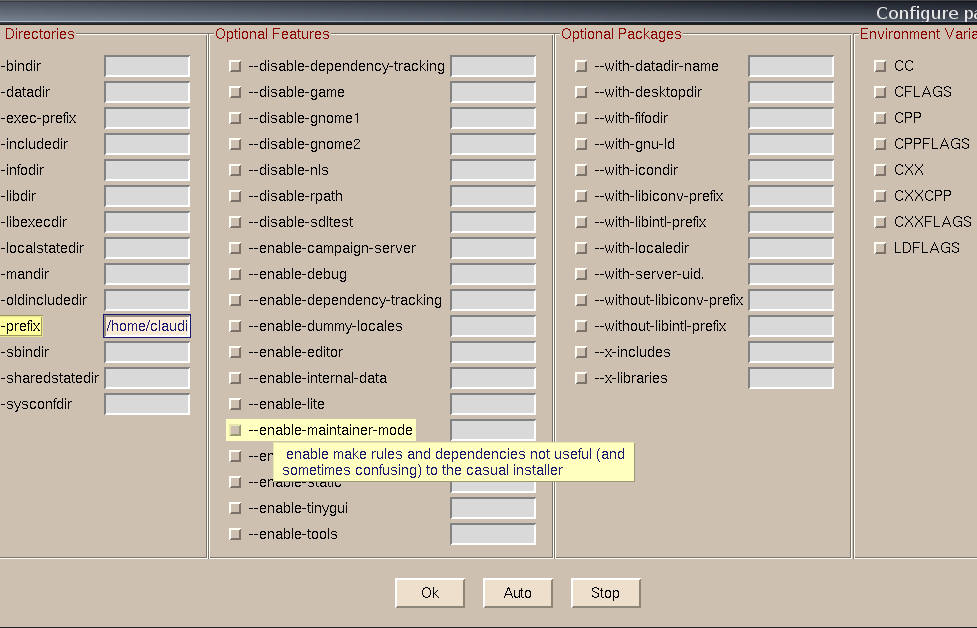 Configure pa
Directories
-bindir
-datadir
-exec-prefix
-includedir
-infodir
-libdir
-libexecdir
-localstatedir
-mandir
-oldincludedir
-prefix /home/claudi
-sbindir
-sharedstatedir
-sysconfdir
Optional Features
--disable-dependency-tracking
--disable-game
--disable-gnome1
--disable-gnome2
--disable-nls
--disable-rpath
--disable-sdltest
--enable-campaign-server
--enable-debug
--enable-dependency-tracking
--enable-dummy-locales
--enable-editor
--enable-internal-data
--enable-lite
--enable-maintainer-mode
--en
enable make rules and dependencies not useful (and
sometimes confusing) to the casual installer
--enable-static
--enable-tinygui
--enable-tools
Optional Packages
--with-datadir-name
--with-desktopdir
--with-fifodir
--with-gnu-ld
--with-icondir
--with-libiconv-prefix
--with-libintl-prefix
--with-localedir
--with-server-uid.
--without-libiconv-prefix
--without-libintl-prefix
--x-includes
--x-libraries
Environment Varia
CC
CFLAGS
CPP
CPPFLAGS
CXX
CXXCPP
CXXFLAGS
LDFLAGS
Ok Auto Stop